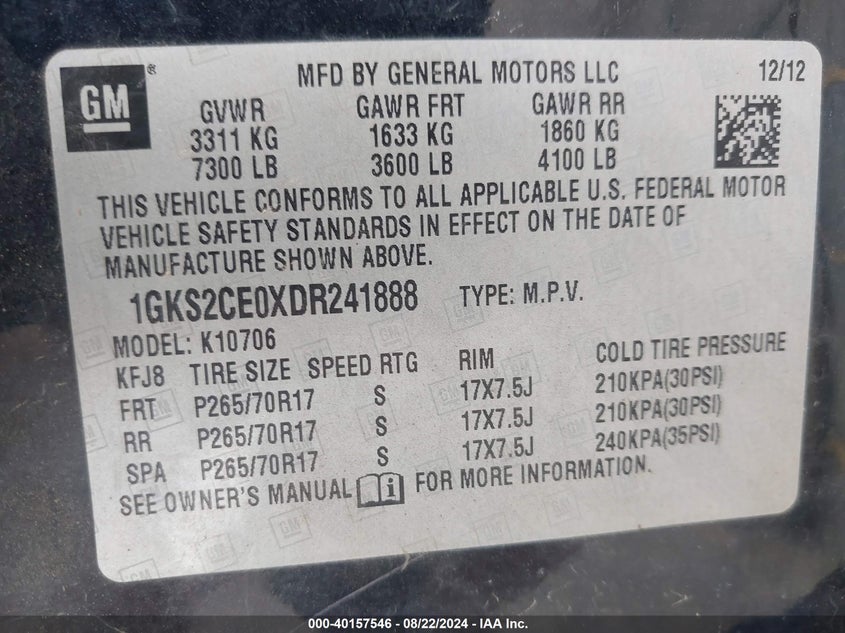 GM ® MFD BY GENERAL MOTORS LLC 12/12
GVWR GAWR FRT GAWR RR
3311 KG 1633 KG 1860 KG
7300 LB 3600 LB 4100 LB
THIS VEHICLE CONFORMS TO ALL APPLICABLE U.S. FEDERAL MOTOR
VEHICLE SAFETY STANDARDS IN EFFECT ON THE DATE OF
MANUFACTURE SHOWN ABOVE.
1GKS2CE0XDR241888 TYPE: M.P.V.
MODEL: K10706
KFJ8 TIRE SIZE SPEED RTG RIM COLD TIRE PRESSURE
FRT P265/70R17 S 17X7.5J 210KPA(30PSI)
RR P265/70R17 S 17X7.5J 210KPA(30PSI)
SPA P265/70R17 S 17X7.5J 240KPA(35PSI)
SEE OWNER'S MANUAL i FOR MORE INFORMATION.
000-40157546 - 08/22/2024 - IAA Inc.